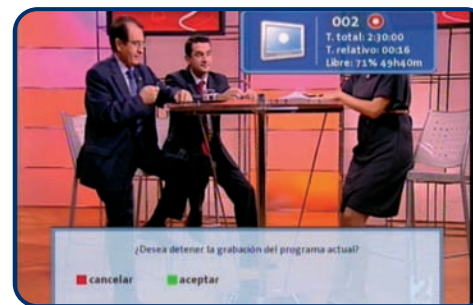 002
T. total: 2:30:00
T. relativo: 00:16
Libre: 71% 49h40m
¿Desea detener la grabación del programa actual?
cancelar aceptar
2